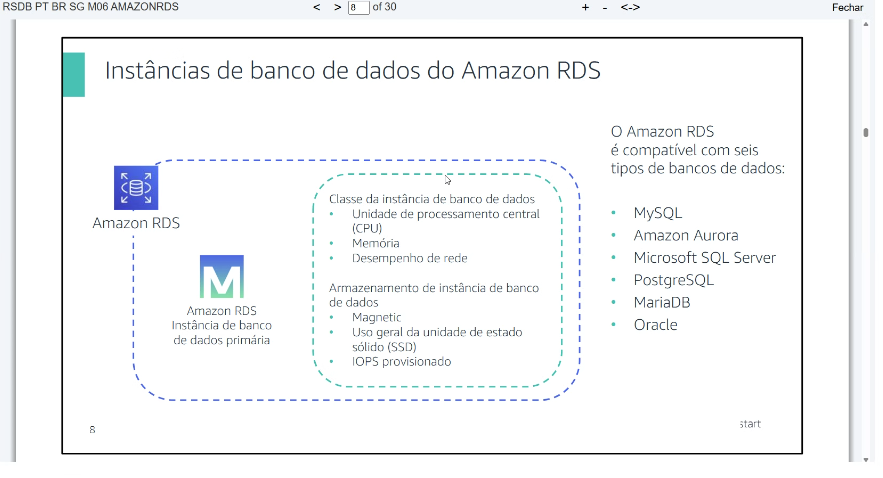 RSDB PT BR SG M06 AMAZONRDS
< > 8 of 30
+ - <->
Fechar
Instâncias de banco de dados do Amazon RDS
Amazon RDS
Amazon RDS
Instância de banco
de dados primária
Classe da instância de banco de dados
• Unidade de processamento central
(CPU)
• Memória
• Desempenho de rede
Armazenamento de instância de banco
de dados
• Magnetic
• Uso geral da unidade de estado
sólido (SSD)
• IOPS provisionado
O Amazon RDS
é compatível com seis
tipos de bancos de dados:
• MySQL
• Amazon Aurora
• Microsoft SQL Server
• PostgreSQL
• MariaDB
• Oracle
8
start